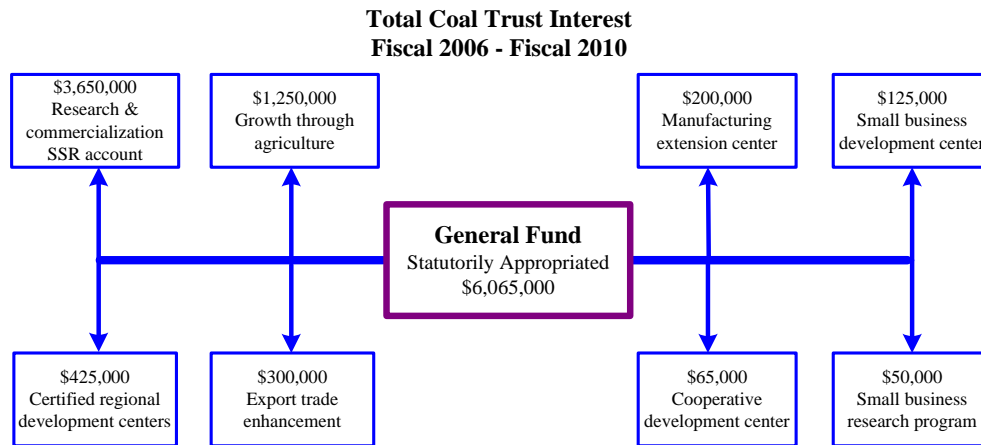 Total Coal Trust Interest
Fiscal 2006 - Fiscal 2010
$3,650,000
Research &
commercialization
SSR account
$1,250,000
Growth through
agriculture
$200,000
Manufacturing
extension center
$125,000
Small business
development center
General Fund
Statutorily Appropriated
$6,065,000
$425,000
Certified regional
development centers
$300,000
Export trade
enhancement
$65,000
Cooperative
development center
$50,000
Small business
research program